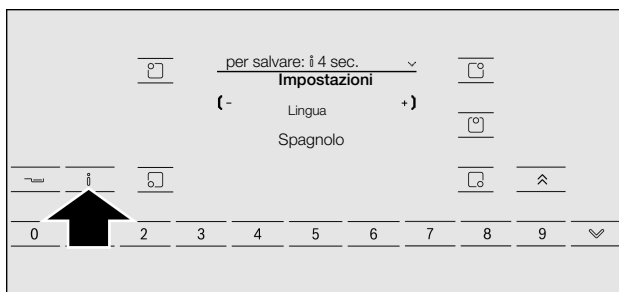 per salvare: i 4 sec.
Impostazioni
(- Lingua +)
Spagnolo
i
0 2 3 4 5 6 7 8 9